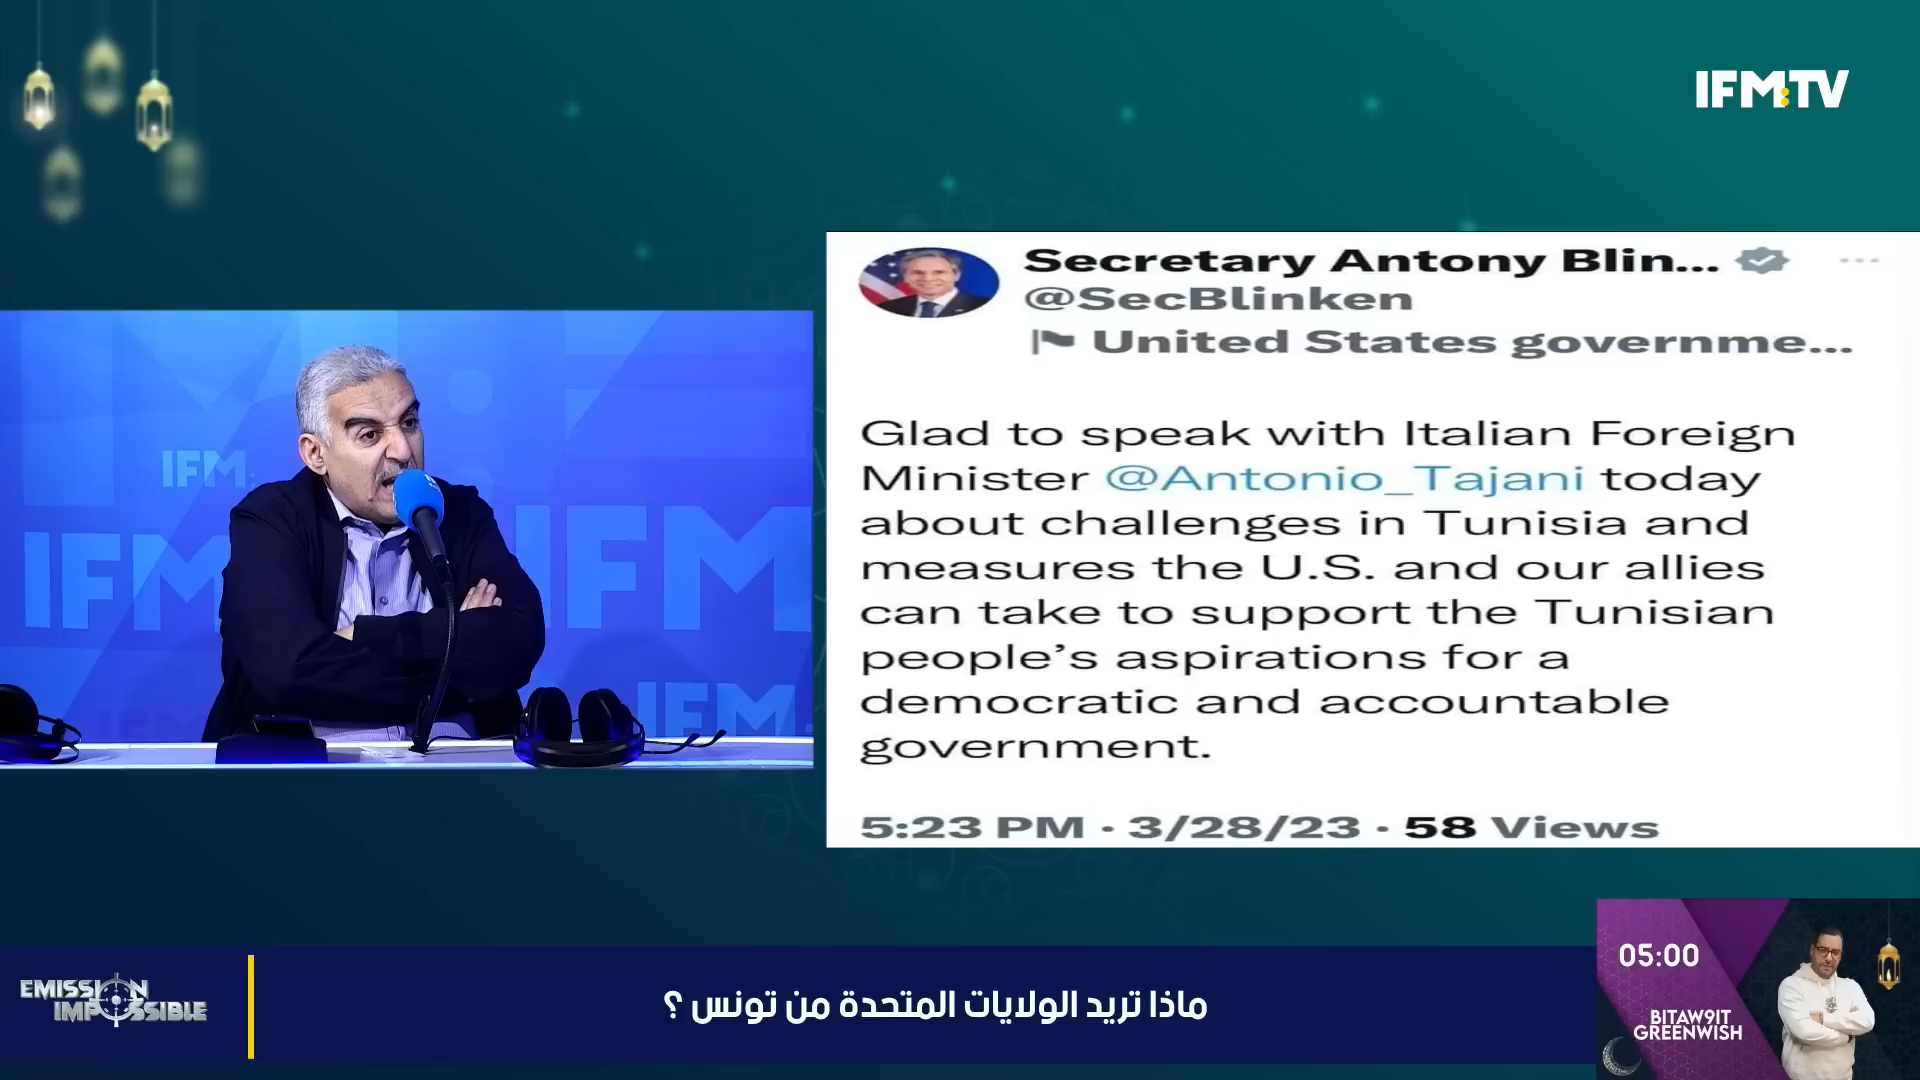 IFM:TV
Secretary Antony Blin...
@SecBlinken
United States governme...
Glad to speak with Italian Foreign
Minister @Antonio_Tajani today
about challenges in Tunisia and
measures the U.S. and our allies
can take to support the Tunisian
people’s aspirations for a
democratic and accountable
government.
5:23 PM · 3/28/23 · 58 Views
IFM:
IFM
IFM
IFM:
EMISSION
IMPOSSIBLE
ماذا تريد الولايات المتحدة من تونس ؟
05:00
BITAW9IT
GREENWISH